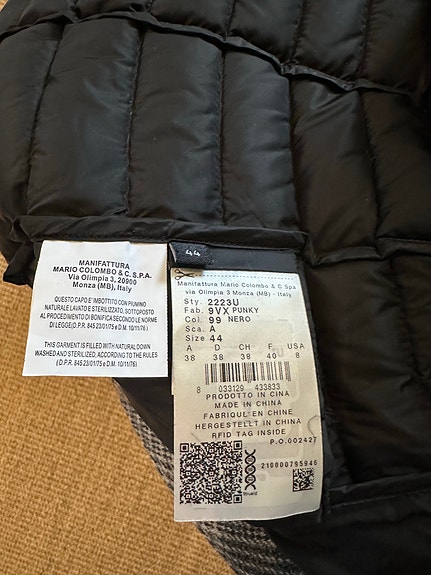 MANIFATTURA
MARIO COLOMBO & C. S.P.A.
Via Olimpia 3, 20900
Monza (MB), Italy
QUESTO CAPO E' IMBOTTITO CON PIUMINO
NATURALE LAVATO E STERILIZZATO, SOTTOPOSTO
AL PROCEDIMENTO DI BONIFICA SECONDO LE NORME
DI LEGGE (D.P.R. 845 23/01/75 e D.M. 10/11/76)
THIS GARMENT IS FILLED WITH NATURAL DOWN
WASHED AND STERILIZED, ACCORDING TO THE RULES
(D.P.R. 845 23/01/75 e D.M. 10/11/76)
44
Manifattura Mario Colombo & C Spa
via Olimpia 3 Monza (MB) - Italy
Sty. 2223U
Fab. 9VX PUNKY
Col. 99 NERO
Sca. A
Size 44
A D CH F USA
38 38 38 40 8
8 033129 433833
PRODOTTO IN CINA
MADE IN CHINA
FABRIQUE EN CHINE
HERGESTELLT IN CHINA
RFID TAG INSIDE
P.O.002427
210000795946